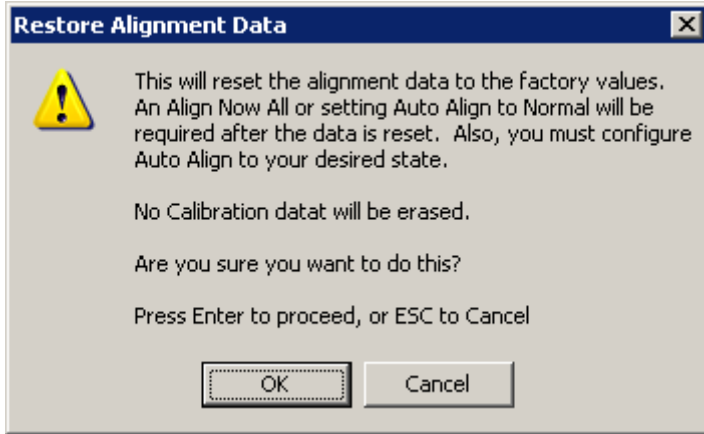 Restore Alignment Data
This will reset the alignment data to the factory values.
An Align Now All or setting Auto Align to Normal will be
required after the data is reset.  Also, you must configure
Auto Align to your desired state.
No Calibration datat will be erased.
Are you sure you want to do this?
Press Enter to proceed, or ESC to Cancel
OK
Cancel